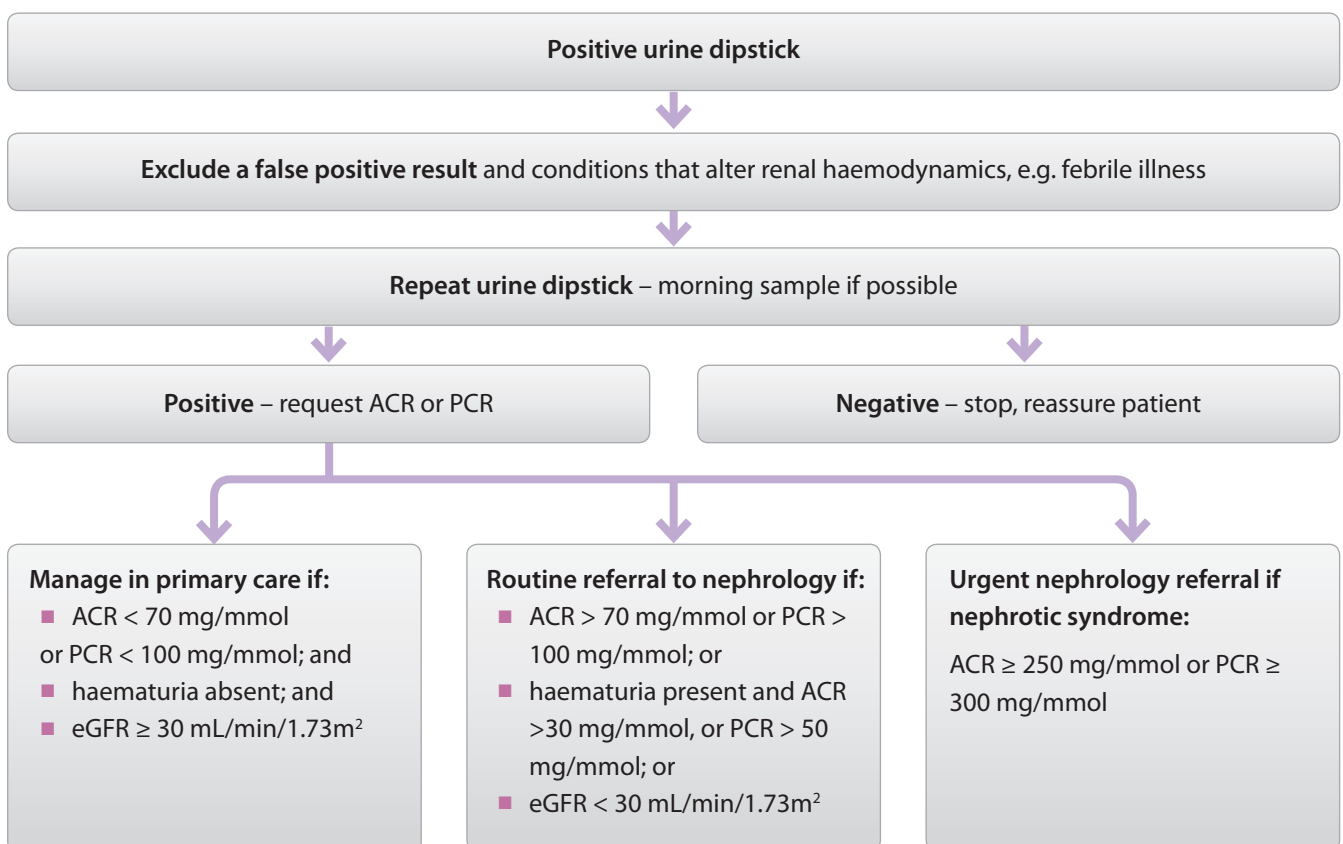 Positive urine dipstick
Exclude a false positive result and conditions that alter renal haemodynamics, e.g. febrile illness
Repeat urine dipstick – morning sample if possible
Positive – request ACR or PCR
Negative – stop, reassure patient
Manage in primary care if:
■ ACR < 70 mg/mmol
or PCR < 100 mg/mmol; and
■ haematuria absent; and
■ eGFR ≥ 30 mL/min/1.73m²
Routine referral to nephrology if:
■ ACR > 70 mg/mmol or PCR >
100 mg/mmol; or
■ haematuria present and ACR
>30 mg/mmol, or PCR > 50
mg/mmol; or
■ eGFR < 30 mL/min/1.73m²
Urgent nephrology referral if
nephrotic syndrome:
ACR ≥ 250 mg/mmol or PCR ≥
300 mg/mmol